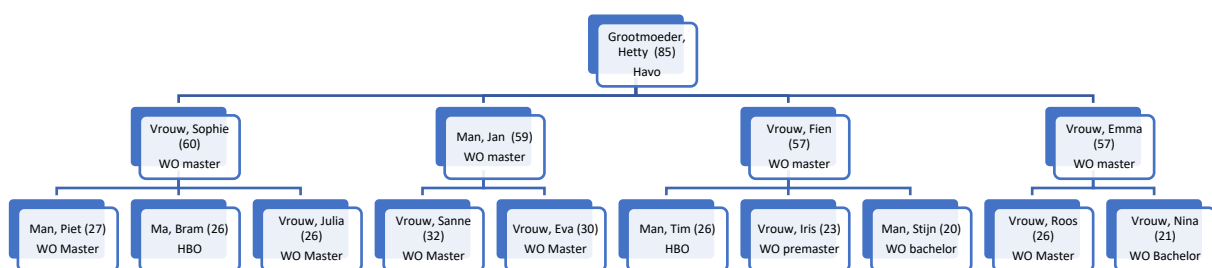 Grootmoeder,
Hetty (85)
Havo
Vrouw, Sophie
(60)
WO master
Man, Jan (59)
WO master
Vrouw, Fien
(57)
WO master
Vrouw, Emma
(57)
WO master
Man, Piet (27)
WO Master
Ma, Bram (26)
HBO
Vrouw, Julia
(26)
WO Master
Vrouw, Sanne
(32)
WO Master
Vrouw, Eva (30)
WO Master
Man, Tim (26)
HBO
Vrouw, Iris (23)
WO premaster
Man, Stijn (20)
WO bachelor
Vrouw, Roos
(26)
WO Master
Vrouw, Nina
(21)
WO Bachelor